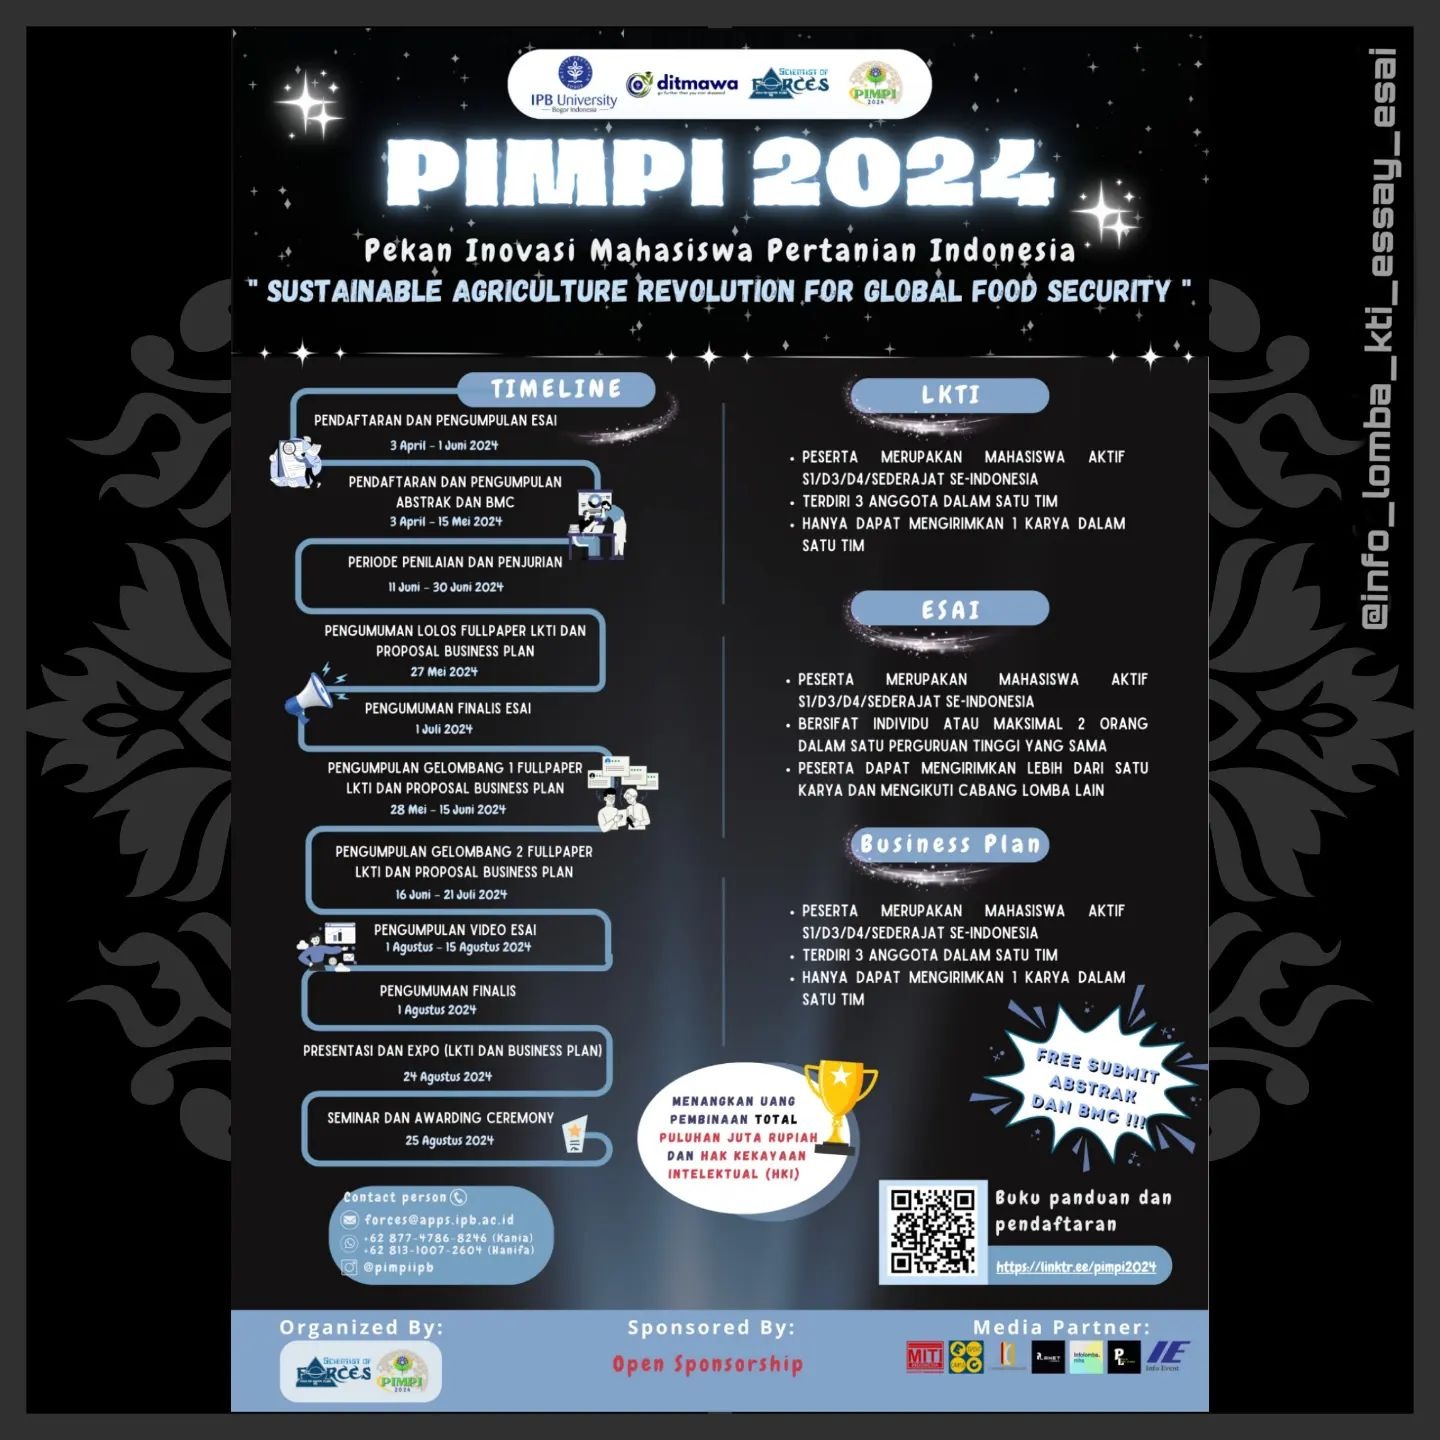 IPB University
Bogor Indonesia
ditmawa
SCIENTIST OF
FORCES
PIMPI
2024
PIMPI 2024
Pekan Inovasi Mahasiswa Pertanian Indonesia
" SUSTAINABLE AGRICULTURE REVOLUTION FOR GLOBAL FOOD SECURITY "
TIMELINE
PENDAFTARAN DAN PENGUMPULAN ESAI
3 April - 1 Juni 2024
PENDAFTARAN DAN PENGUMPULAN
ABSTRAK DAN BMC
3 April - 15 Mei 2024
PERIODE PENILAIAN DAN PENJURIAN
11 Juni - 30 Juni 2024
PENGUMUMAN LOLOS FULLPAPER LKTI DAN
PROPOSAL BUSINESS PLAN
27 Mei 2024
PENGUMUMAN FINALIS ESAI
1 Juli 2024
PENGUMPULAN GELOMBANG 1 FULLPAPER
LKTI DAN PROPOSAL BUSINESS PLAN
28 Mei - 15 Juni 2024
PENGUMPULAN GELOMBANG 2 FULLPAPER
LKTI DAN PROPOSAL BUSINESS PLAN
16 Juni - 21 Juli 2024
PENGUMPULAN VIDEO ESAI
1 Agustus - 15 Agustus 2024
PENGUMUMAN FINALIS
1 Agustus 2024
PRESENTASI DAN EXPO (LKTI DAN BUSINESS PLAN)
24 Agustus 2024
SEMINAR DAN AWARDING CEREMONY
25 Agustus 2024
LKTI
• PESERTA MERUPAKAN MAHASISWA AKTIF
S1/D3/D4/SEDERAJAT SE-INDONESIA
• TERDIRI 3 ANGGOTA DALAM SATU TIM
• HANYA DAPAT MENGIRIMKAN 1 KARYA DALAM
SATU TIM
ESAI
• PESERTA MERUPAKAN MAHASISWA AKTIF
S1/D3/D4/SEDERAJAT SE-INDONESIA
• BERSIFAT INDIVIDU ATAU MAKSIMAL 2 ORANG
DALAM SATU PERGURUAN TINGGI YANG SAMA
• PESERTA DAPAT MENGIRIMKAN LEBIH DARI SATU
KARYA DAN MENGIKUTI CABANG LOMBA LAIN
Business Plan
• PESERTA MERUPAKAN MAHASISWA AKTIF
S1/D3/D4/SEDERAJAT SE-INDONESIA
• TERDIRI 3 ANGGOTA DALAM SATU TIM
• HANYA DAPAT MENGIRIMKAN 1 KARYA DALAM
SATU TIM
FREE SUBMIT
ABSTRAK
DAN BMC !!!
MENANGKAN UANG
PEMBINAAN TOTAL
PULUHAN JUTA RUPIAH
DAN HAK KEKAYAAN
INTELEKTUAL (HKI)
Contact person
forces@apps.ipb.ac.id
+62 877-4786-8246 (Kania)
+62 813-1007-2604 (Hanifa)
@pimpiipb
Buku panduan dan
pendaftaran
https://linktr.ee/pimpi2024
Organized By:
SCIENTIST OF
FORCES
PIMPI
2024
Sponsored By:
Open Sponsorship
Media Partner:
MITI
IE
Info Event
@info_lomba_kti_essay_esai